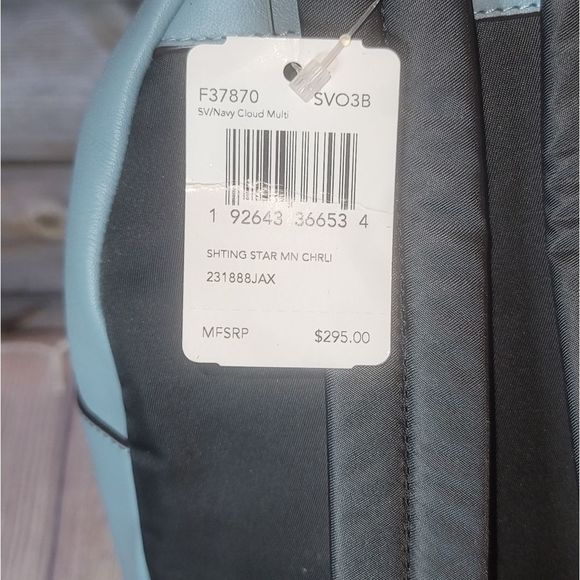 F37870 SVO3B
SV/Navy Cloud Multi
1 92643 36653 4
SHTING STAR MN CHRLI
231888JAX
MFSRP $295.00